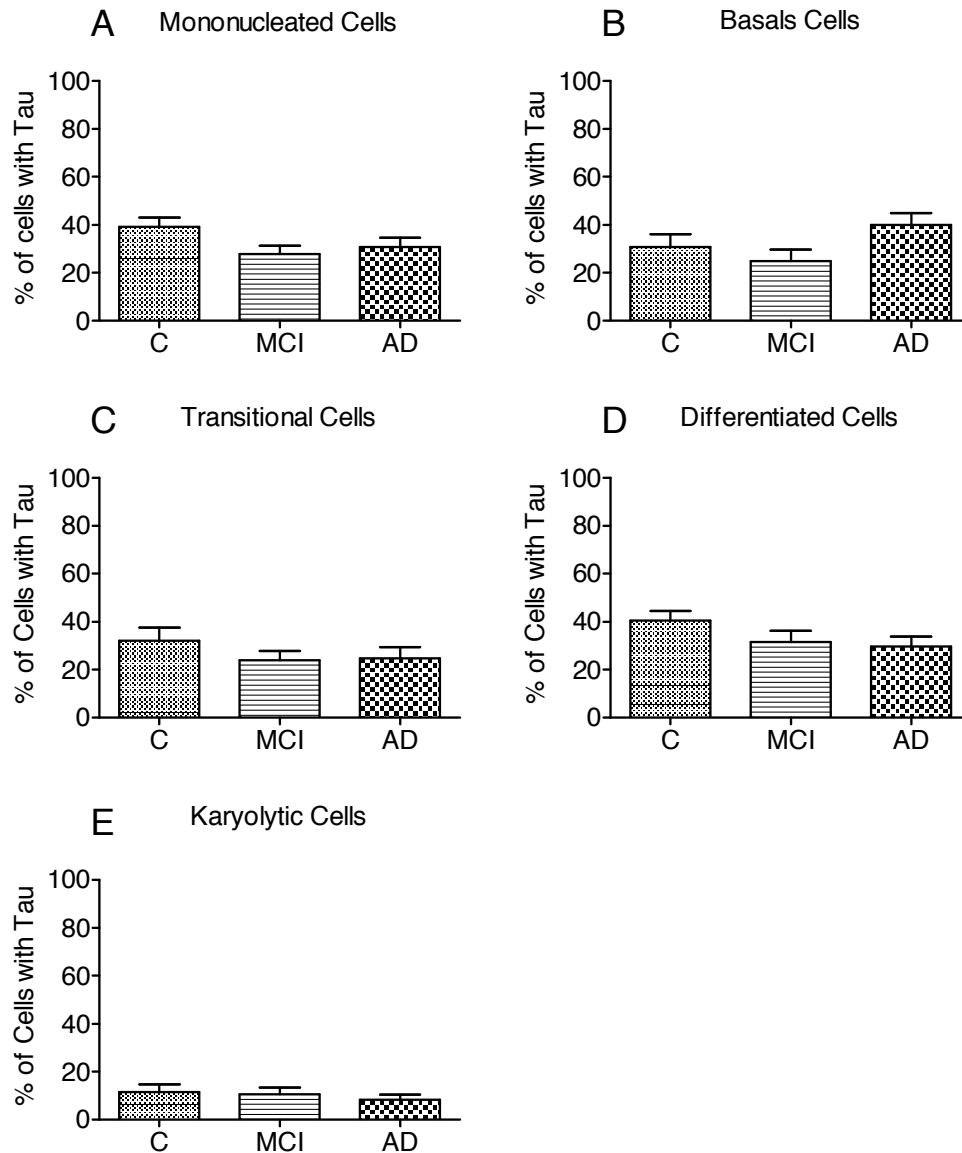 A Mononucleated Cells
% of cells with Tau
100
80
60
40
20
0
C MCI AD
B Basals Cells
% of cells with Tau
100
80
60
40
20
0
C MCI AD
C Transitional Cells
% of Cells with Tau
100
80
60
40
20
0
C MCI AD
D Differentiated Cells
% of Cells with Tau
100
80
60
40
20
0
C MCI AD
E Karyolytic Cells
% of Cells with Tau
100
80
60
40
20
0
C MCI AD